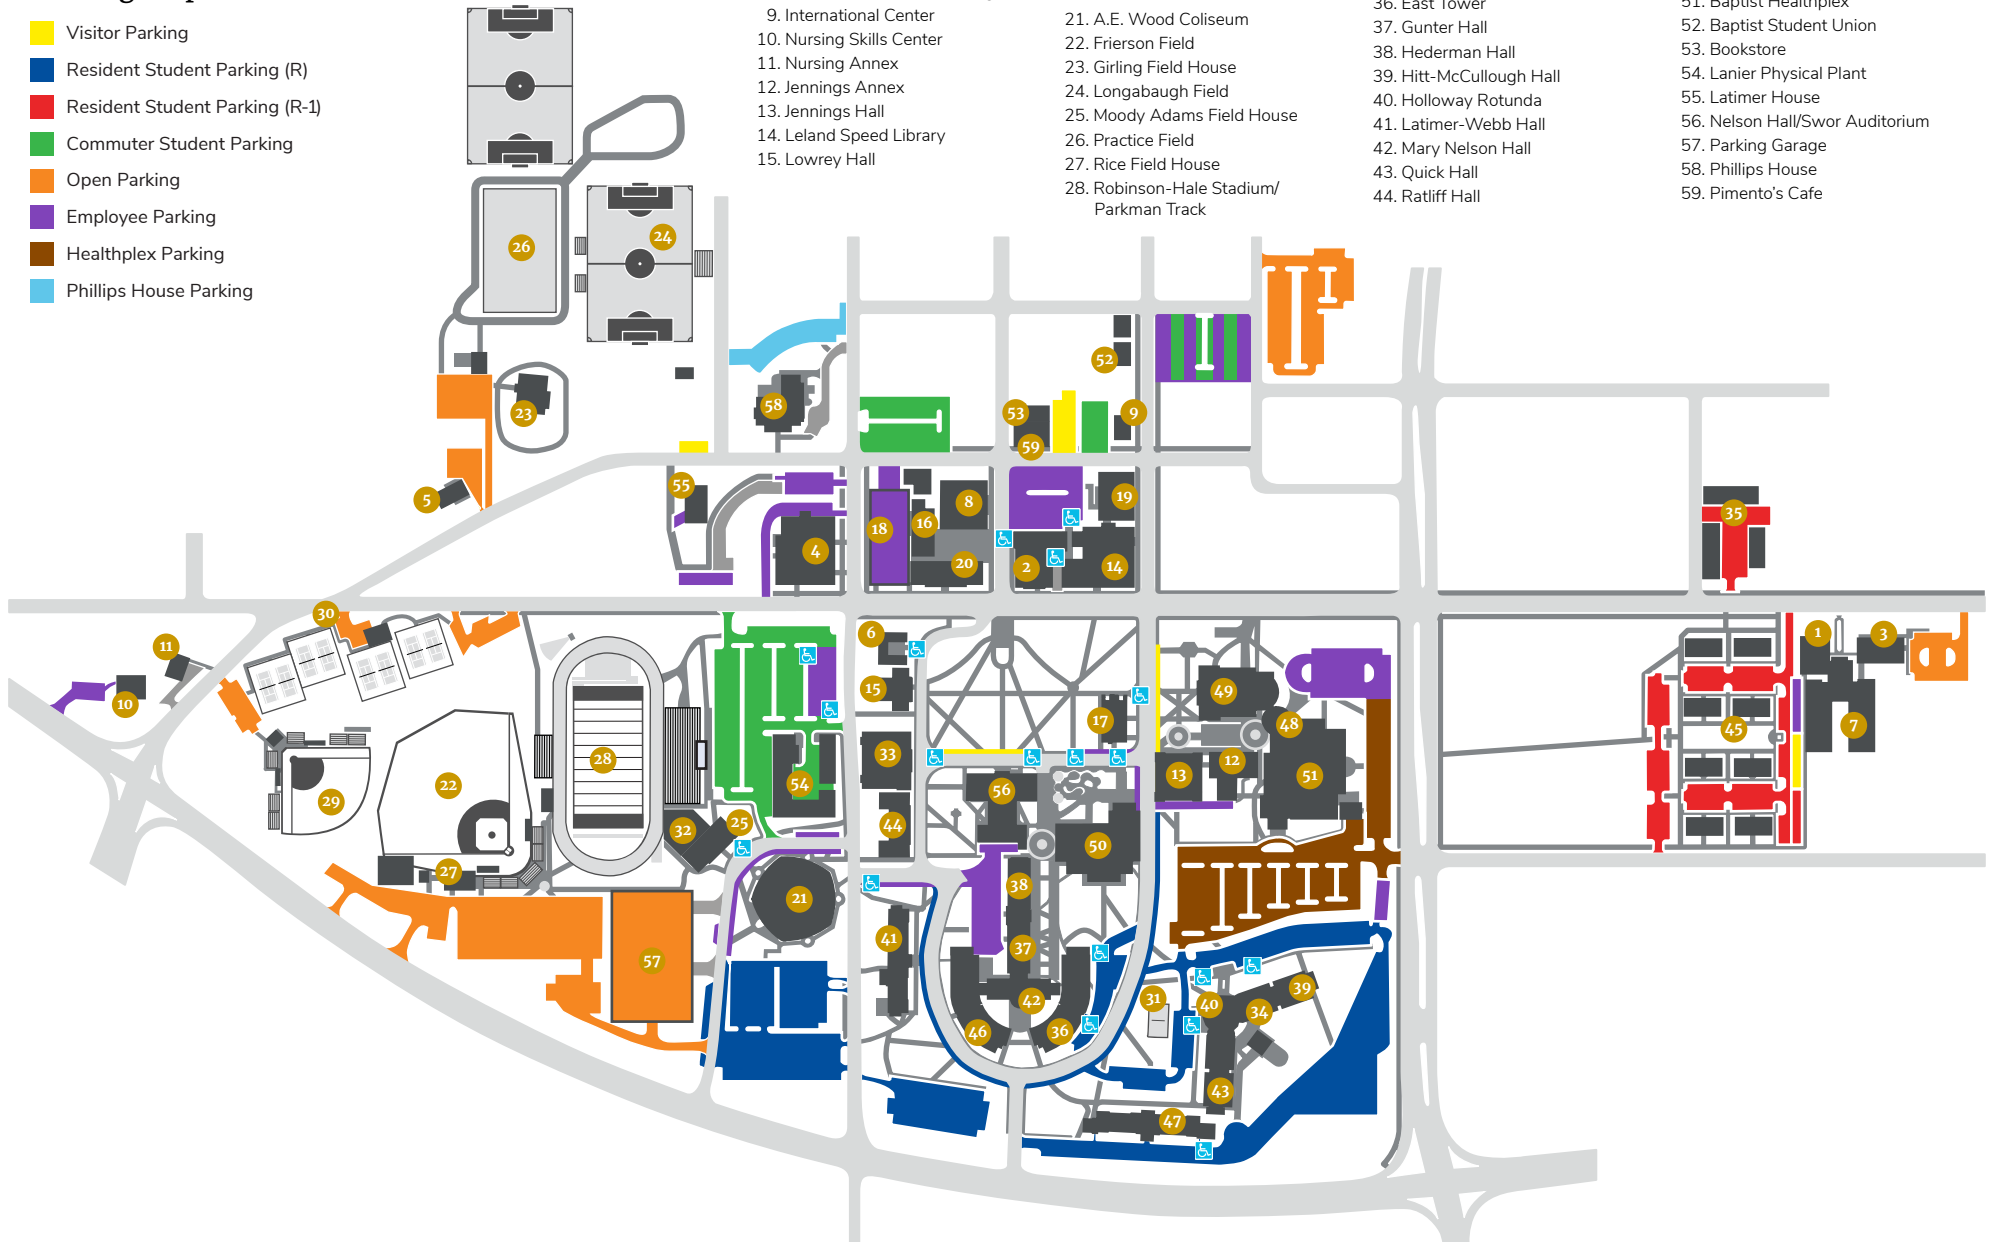 Visitor Parking
Resident Student Parking (R)
Resident Student Parking (R-1)
Commuter Student Parking
Open Parking
Employee Parking
Healthplex Parking
Phillips House Parking
9. International Center
10. Nursing Skills Center
11. Nursing Annex
12. Jennings Annex
13. Jennings Hall
14. Leland Speed Library
15. Lowrey Hall
21. A.E. Wood Coliseum
22. Frierson Field
23. Girling Field House
24. Longabaugh Field
25. Moody Adams Field House
26. Practice Field
27. Rice Field House
28. Robinson-Hale Stadium/
Parkman Track
36. East Tower
37. Gunter Hall
38. Hederman Hall
39. Hitt-McCullough Hall
40. Holloway Rotunda
41. Latimer-Webb Hall
42. Mary Nelson Hall
43. Quick Hall
44. Ratliff Hall
51. Baptist Healthplex
52. Baptist Student Union
53. Bookstore
54. Lanier Physical Plant
55. Latimer House
56. Nelson Hall/Swor Auditorium
57. Parking Garage
58. Phillips House
59. Pimento's Cafe
26
24
52
23
58
53
9
59
5
55
8
19
18
16
35
4
20
2
14
30
11
6
1
3
10
15
49
17
48
7
45
28
33
12
13
51
22
54
56
29
44
25
32
50
27
21
38
41
37
57
39
42
31
40
34
46
36
43
47